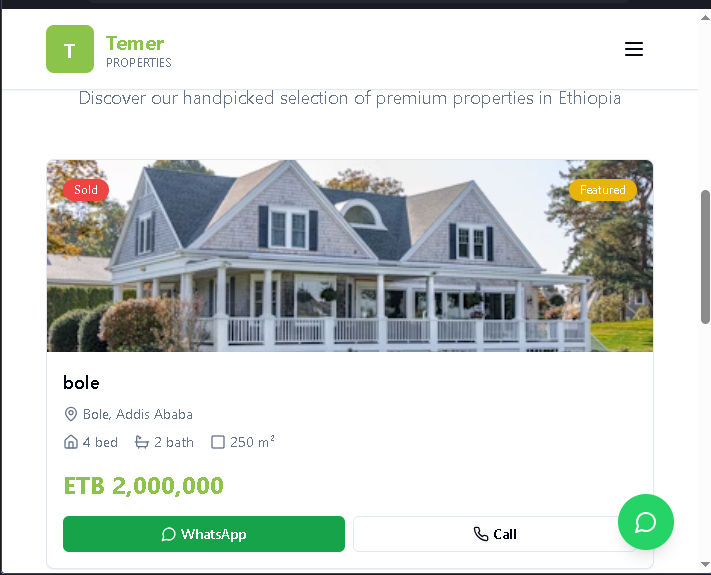 T
Temer
PROPERTIES
Discover our handpicked selection of premium properties in Ethiopia
Sold
Featured
bole
Bole, Addis Ababa
4 bed 2 bath 250 m²
ETB 2,000,000
WhatsApp
Call